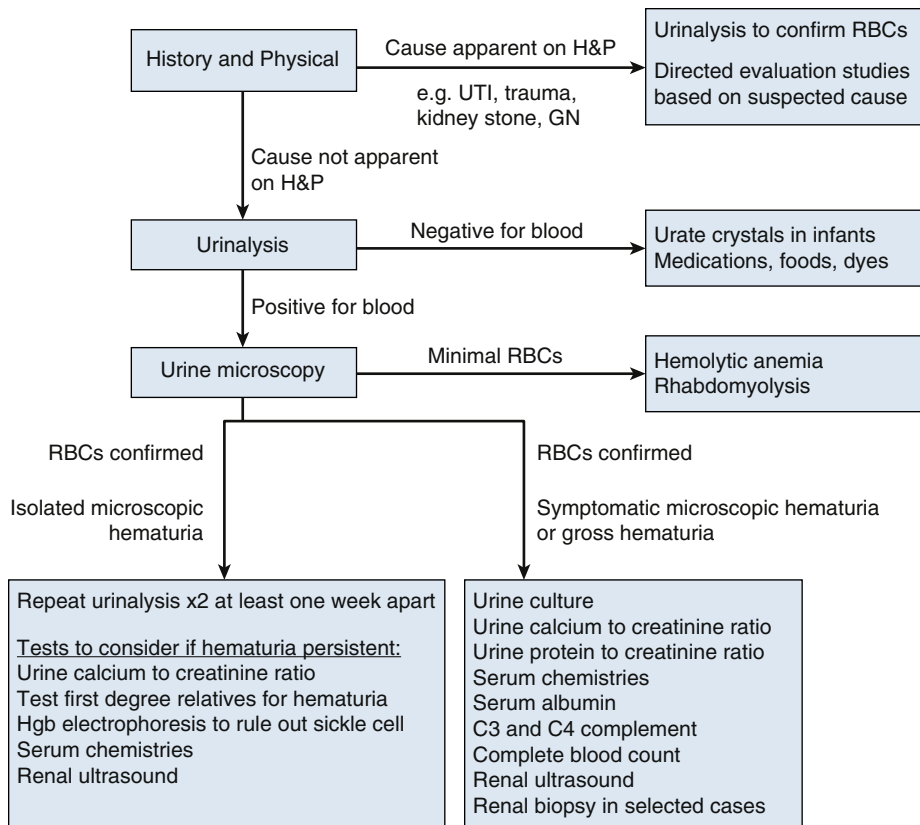 History and Physical
Cause apparent on H&P
e.g. UTI, trauma,
kidney stone, GN
Urinalysis to confirm RBCs
Directed evaluation studies
based on suspected cause
Cause not apparent
on H&P
Urinalysis
Negative for blood
Urate crystals in infants
Medications, foods, dyes
Positive for blood
Urine microscopy
Minimal RBCs
Hemolytic anemia
Rhabdomyolysis
RBCs confirmed
Isolated microscopic
hematuria
RBCs confirmed
Symptomatic microscopic hematuria
or gross hematuria
Repeat urinalysis x2 at least one week apart
Tests to consider if hematuria persistent:
Urine calcium to creatinine ratio
Test first degree relatives for hematuria
Hgb electrophoresis to rule out sickle cell
Serum chemistries
Renal ultrasound
Urine culture
Urine calcium to creatinine ratio
Urine protein to creatinine ratio
Serum chemistries
Serum albumin
C3 and C4 complement
Complete blood count
Renal ultrasound
Renal biopsy in selected cases